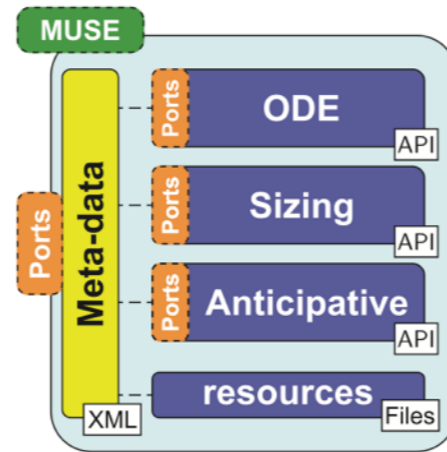 MUSE
Ports
Meta-data
XML
Ports
ODE
API
Ports
Sizing
API
Ports
Anticipative
API
resources
Files